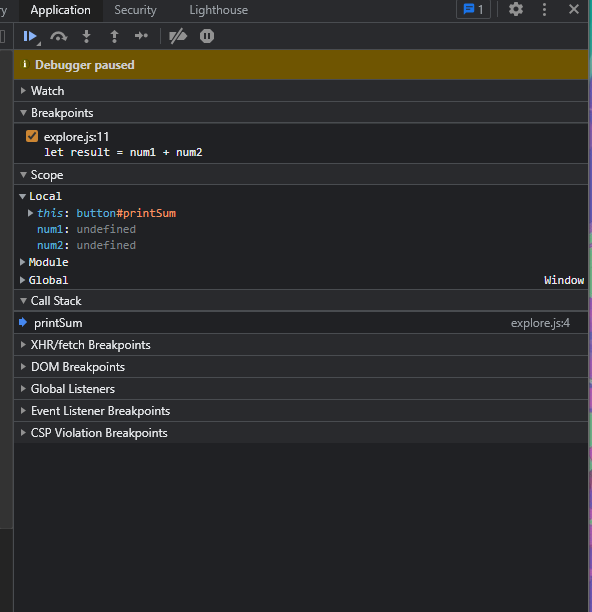 ry Application Security Lighthouse 1
Debugger paused
Watch
Breakpoints
explore.js:11
let result = num1 + num2
Scope
Local
this: button#printSum
num1: undefined
num2: undefined
Module
Global Window
Call Stack
printSum explore.js:4
XHR/fetch Breakpoints
DOM Breakpoints
Global Listeners
Event Listener Breakpoints
CSP Violation Breakpoints